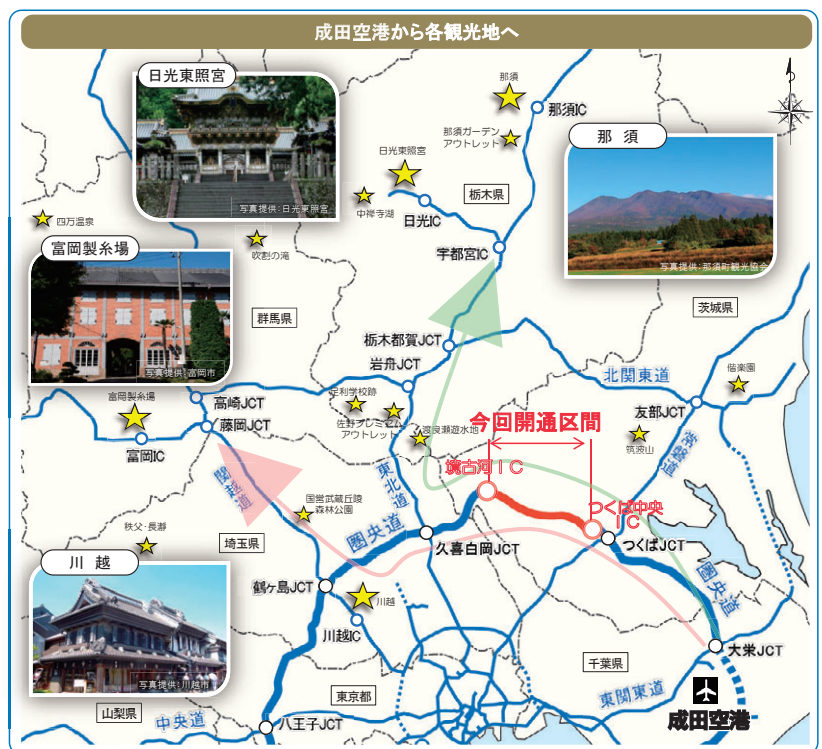 成田空港から各観光地へ
日光東照宮
写真提供:日光東照宮
那須
那須IC
那須ガーデン
アウトレット
那 須
写真提供:那須町観光協会
日光東照宮
栃木県
中禅寺湖
日光IC
四万温泉
吹割の滝
宇都宮IC
富岡製糸場
写真提供:富岡市
群馬県
茨城県
栃木都賀JCT
岩舟JCT
北関東道
偕楽園
富岡製糸場
高崎JCT
足利学校跡
佐野プレミアム
アウトレット
渡良瀬遊水地
今回開通区間
友部JCT
藤岡JCT
筑波山
常磐道
富岡IC
関越道
東北道
境古河IC
国営武蔵丘陵
森林公園
つくば中央
IC
秩父・長瀞
埼玉県
圏央道
久喜白岡JCT
つくばJCT
圏央道
川 越
写真提供:川越市
鶴ヶ島JCT
川越
川越IC
大栄JCT
千葉県
東京都
東関東道
成田空港
山梨県
中央道
八王子JCT